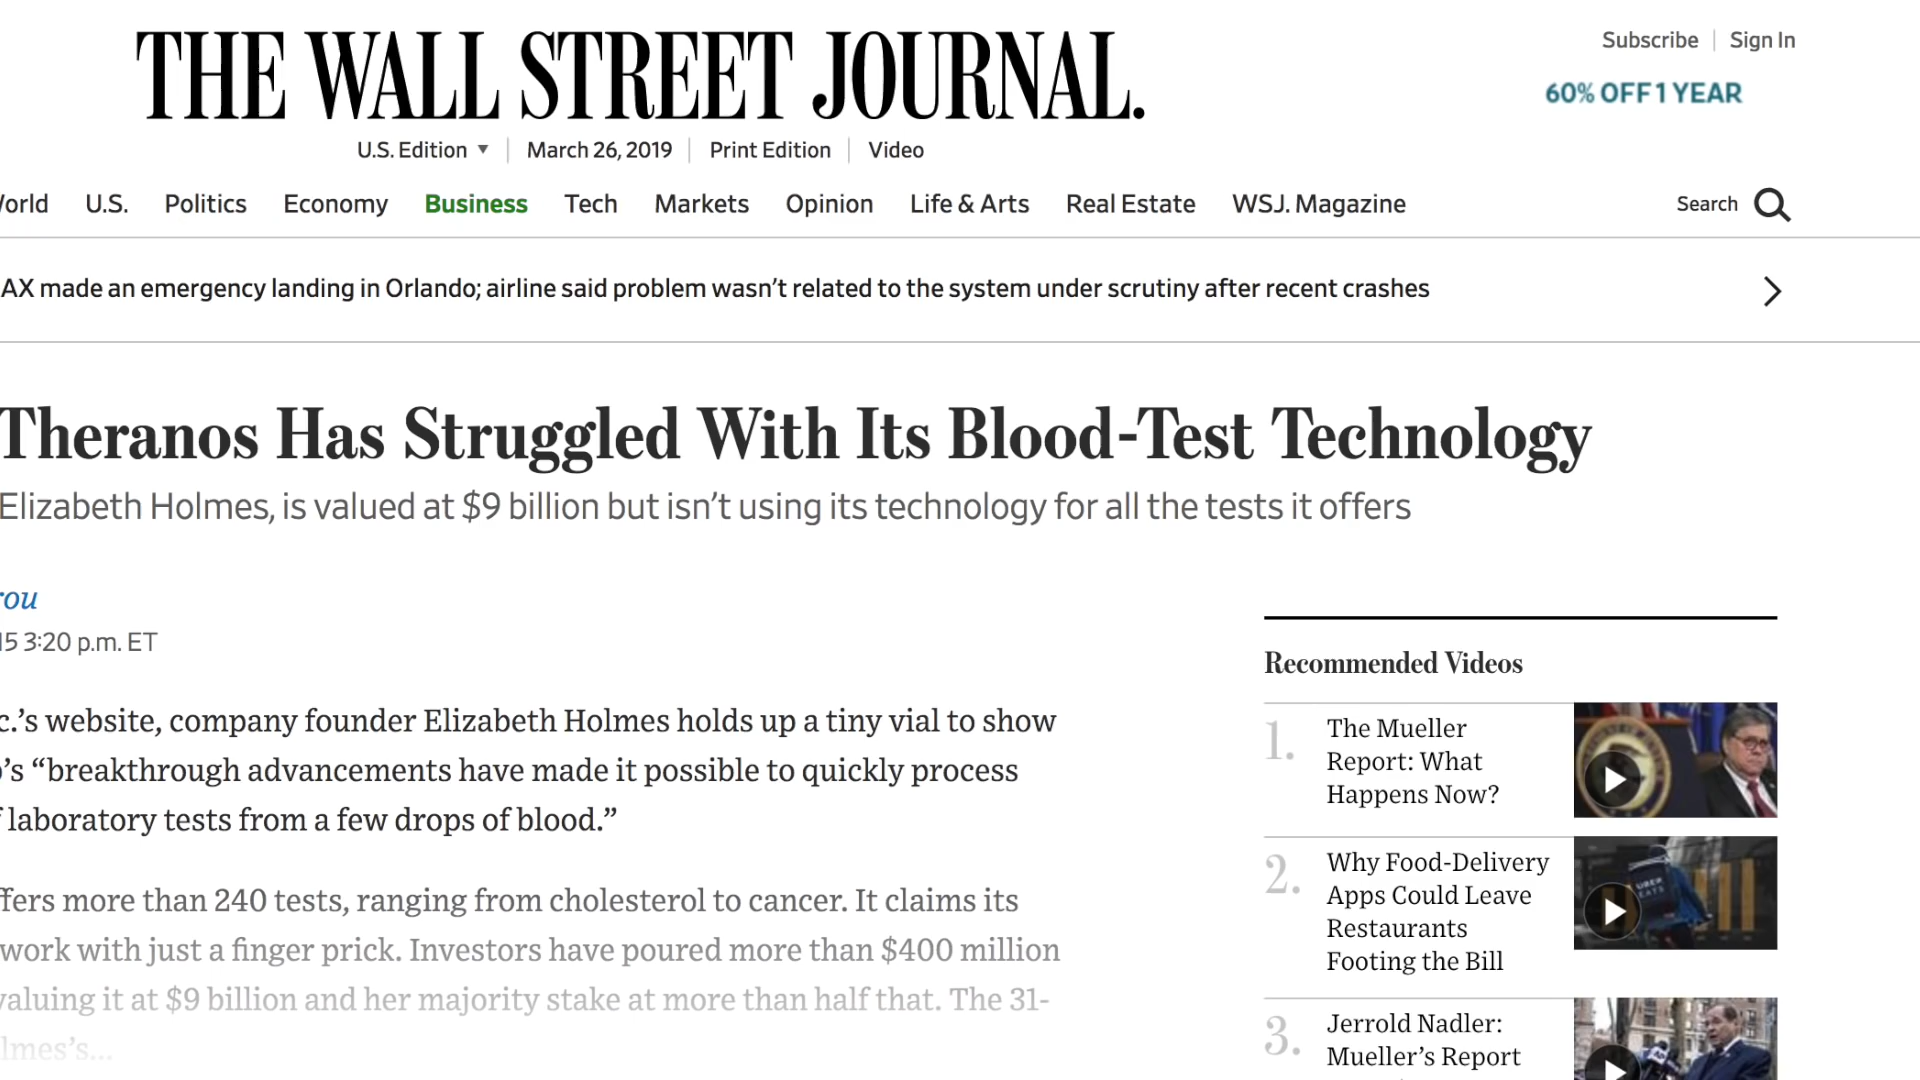 THE WALL STREET JOURNAL.
Subscribe | Sign In
60% OFF 1 YEAR
U.S. Edition ▼ | March 26, 2019 | Print Edition | Video
orld U.S. Politics Economy Business Tech Markets Opinion Life & Arts Real Estate WSJ. Magazine Search
AX made an emergency landing in Orlando; airline said problem wasn’t related to the system under scrutiny after recent crashes
Theranos Has Struggled With Its Blood-Test Technology
Elizabeth Holmes, is valued at $9 billion but isn’t using its technology for all the tests it offers
rou
15 3:20 p.m. ET
c.’s website, company founder Elizabeth Holmes holds up a tiny vial to show
’s “breakthrough advancements have made it possible to quickly process
laboratory tests from a few drops of blood.”
ffers more than 240 tests, ranging from cholesterol to cancer. It claims its
work with just a finger prick. Investors have poured more than $400 million
valuing it at $9 billion and her majority stake at more than half that. The 31-
lmes’s...
Recommended Videos
1. The Mueller
Report: What
Happens Now?
2. Why Food-Delivery
Apps Could Leave
Restaurants
Footing the Bill
UBER
EATS
3. Jerrold Nadler:
Mueller’s Report